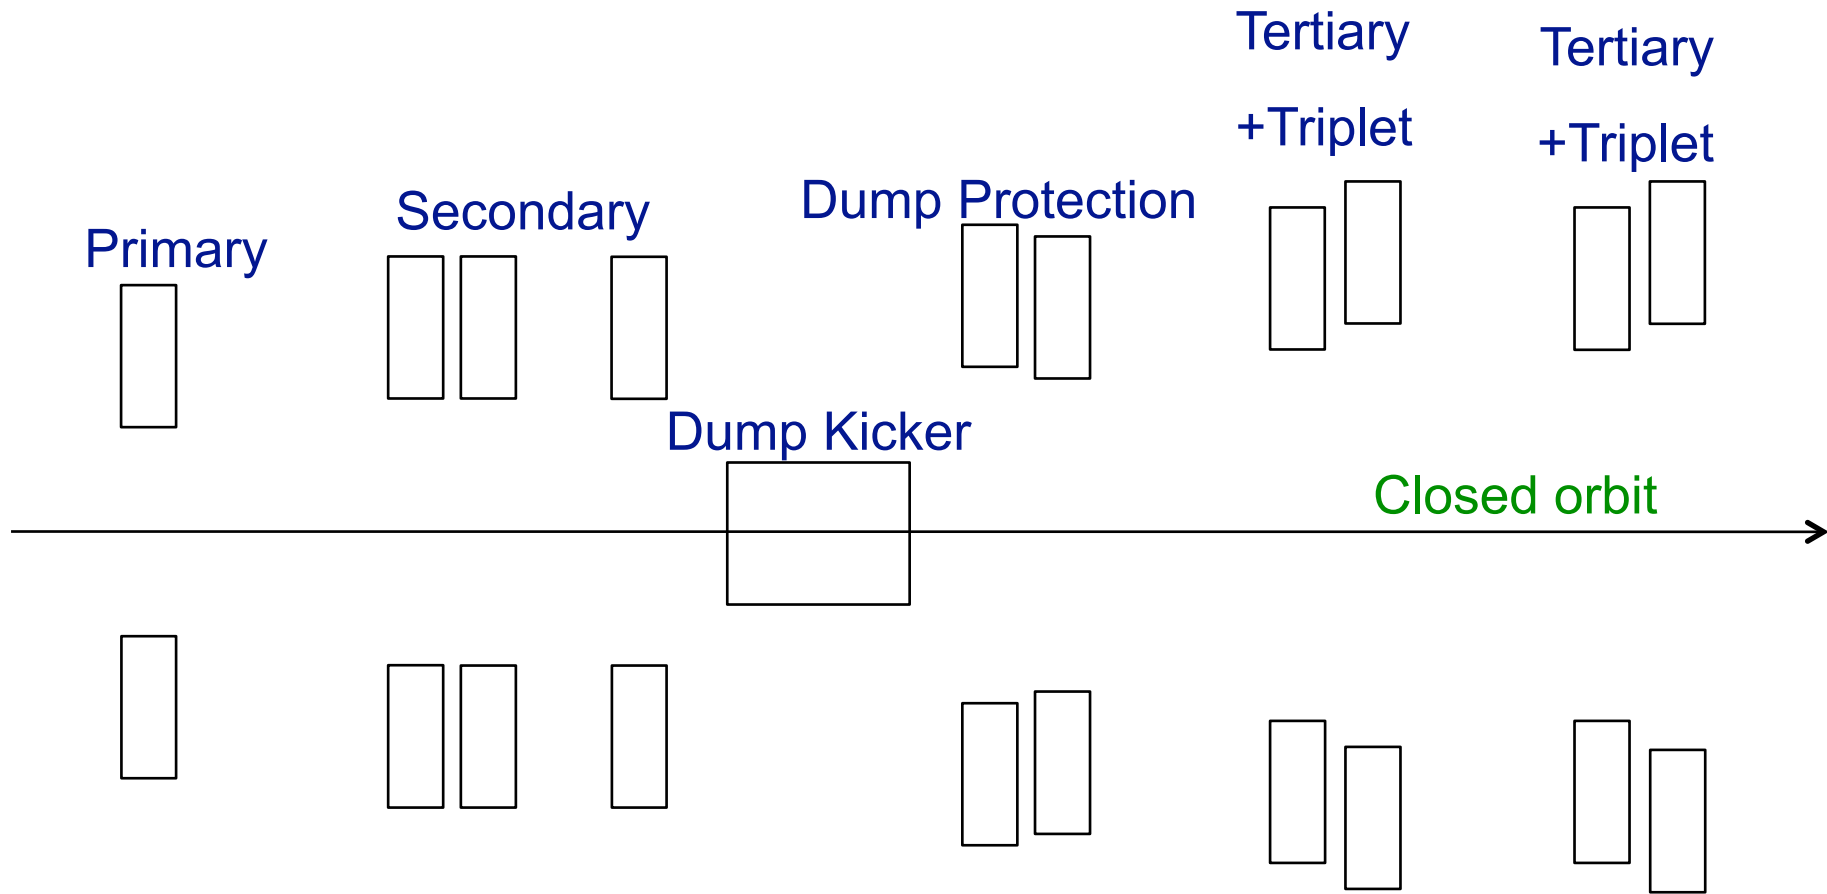 Primary
Secondary
Dump Kicker
Dump Protection
Tertiary
+Triplet
Tertiary
+Triplet
Closed orbit